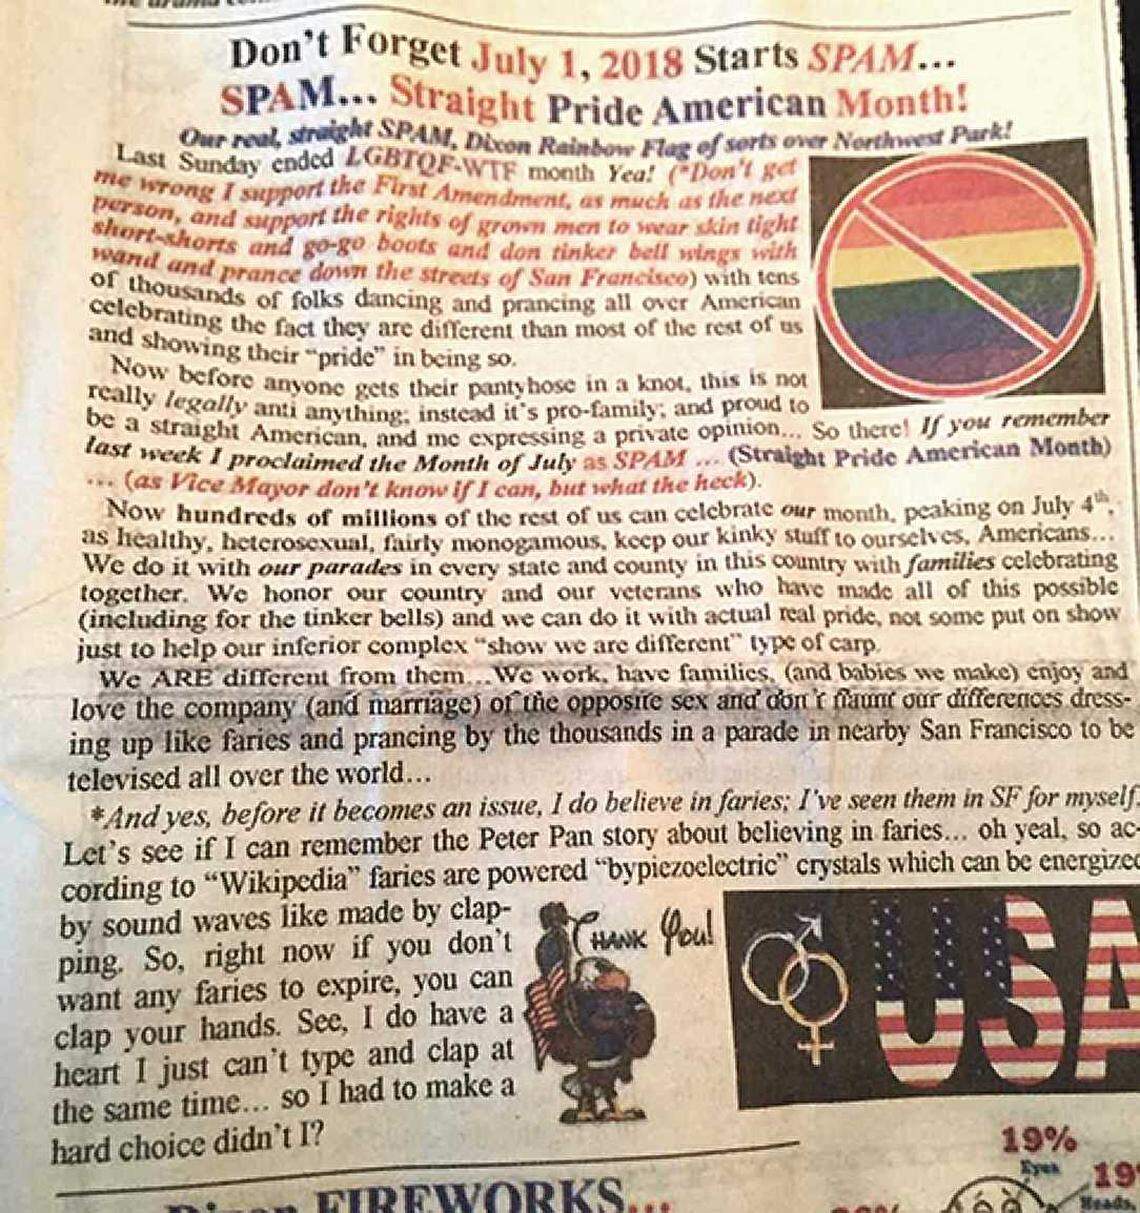 Don't Forget July 1, 2018 Starts SPAM...
SPAM... Straight Pride American Month!
Our real, straight SPAM, Dixon Rainbow Flag of sorts over Northwest Park!
Last Sunday ended LGBTQF-WTF month Yea! (*Don't get
me wrong I support the First Amendment, as much as the next
person, and support the rights of grown men to wear skin tight
short-shorts and go-go boots and don tinker bell wings with
wand and prance down the streets of San Francisco) with tens
of thousands of folks dancing and prancing all over American
celebrating the fact they are different than most of the rest of us
and showing their "pride" in being so.
Now before anyone gets their pantyhose in a knot, this is not
really legally anti anything; instead it's pro-family; and proud to
be a straight American, and me expressing a private opinion... So there! If you remember
last week I proclaimed the Month of July as SPAM ... (Straight Pride American Month)
... (as Vice Mayor don't know if I can, but what the heck).
Now hundreds of millions of the rest of us can celebrate our month, peaking on July 4th,
as healthy, heterosexual, fairly monogamous, keep our kinky stuff to ourselves, Americans...
We do it with our parades in every state and county in this country with families celebrating
together. We honor our country and our veterans who have made all of this possible
(including for the tinker bells) and we can do it with actual real pride, not some put on show
just to help our inferior complex "show we are different" type of carp.
We ARE different from them...We work, have families, (and babies we make) enjoy and
love the company (and marriage) of the opposite sex and don't flaunt our differences dress-
ing up like faries and prancing by the thousands in a parade in nearby San Francisco to be
televised all over the world...
*And yes, before it becomes an issue, I do believe in faries; I've seen them in SF for myself.
Let's see if I can remember the Peter Pan story about believing in faries... oh yeal, so ac-
cording to "Wikipedia" faries are powered "bypiezoelectric" crystals which can be energized
by sound waves like made by clap-
ping. So, right now if you don't
want any faries to expire, you can
clap your hands. See, I do have a
heart I just can't type and clap at
the same time... so I had to make a
hard choice didn't I?
THANK You!
USA
Dixon FIREWORKS...
19%
Eyes
19
Heads,